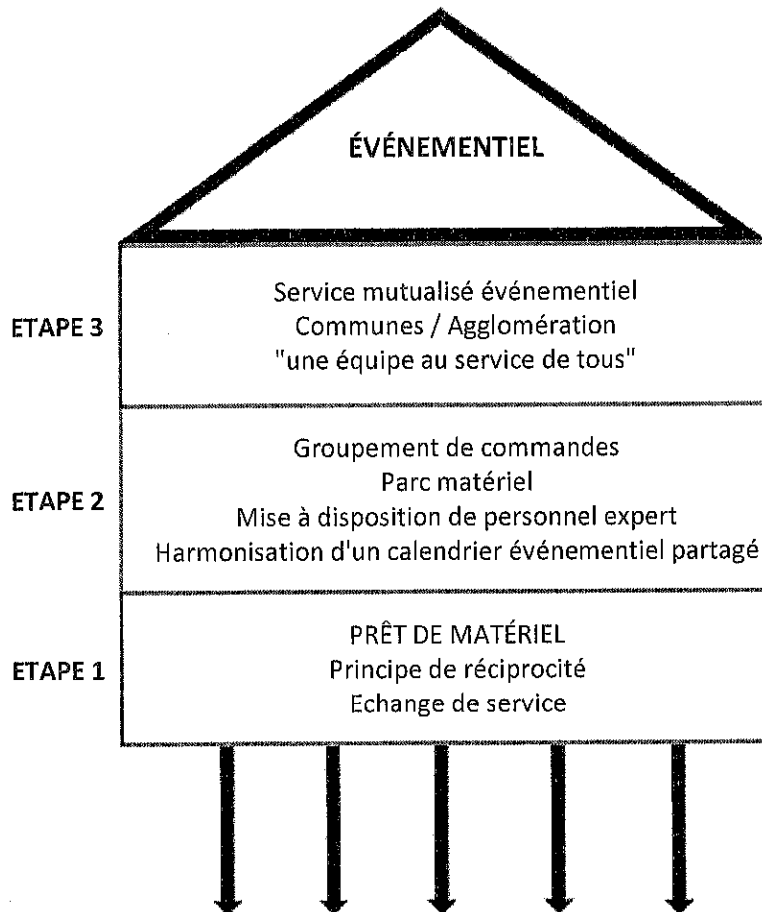 ÉVÉNEMENTIEL
ETAPE 3
Service mutualisé événementiel
Communes / Agglomération
"une équipe au service de tous"
ETAPE 2
Groupement de commandes
Parc matériel
Mise à disposition de personnel expert
Harmonisation d'un calendrier événementiel partagé
ETAPE 1
PRÊT DE MATÉRIEL
Principe de réciprocité
Echange de service